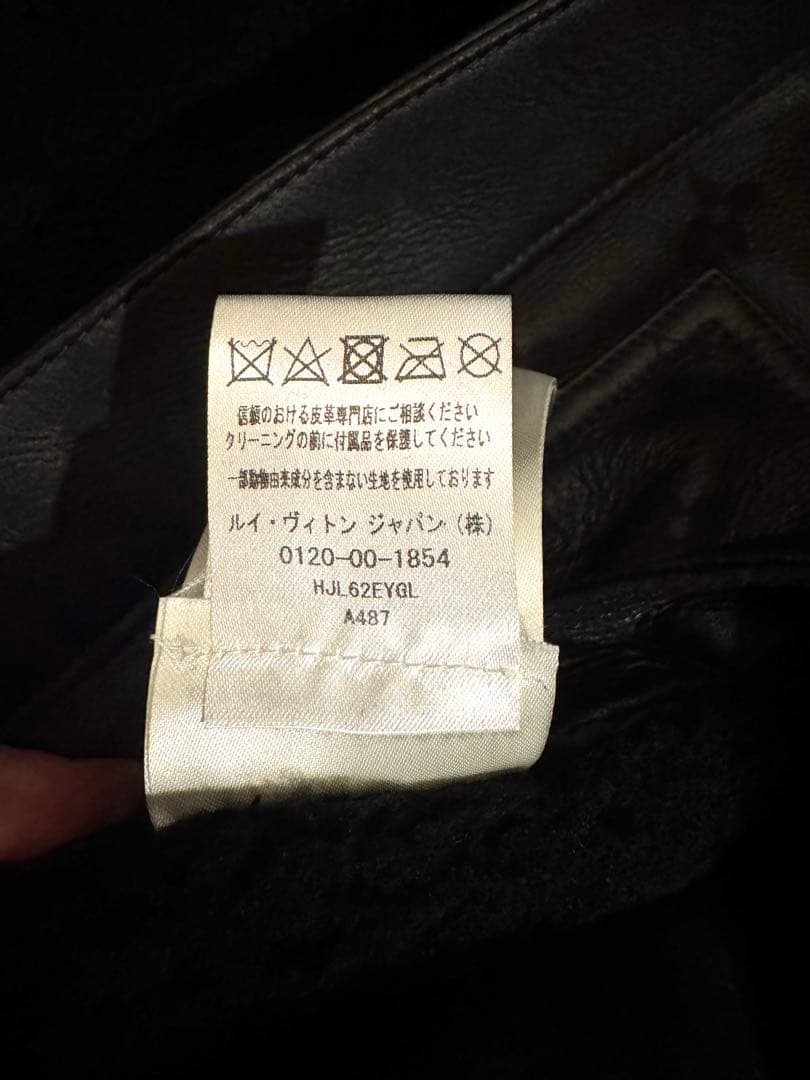 信頼のおける皮革専門店にご相談ください
クリーニングの前に付属品を保護してください
一部動物由来成分を含まない生地を使用しております
ルイ・ヴィトン ジャパン（株）
0120-00-1854
HJL62EYGL
A487